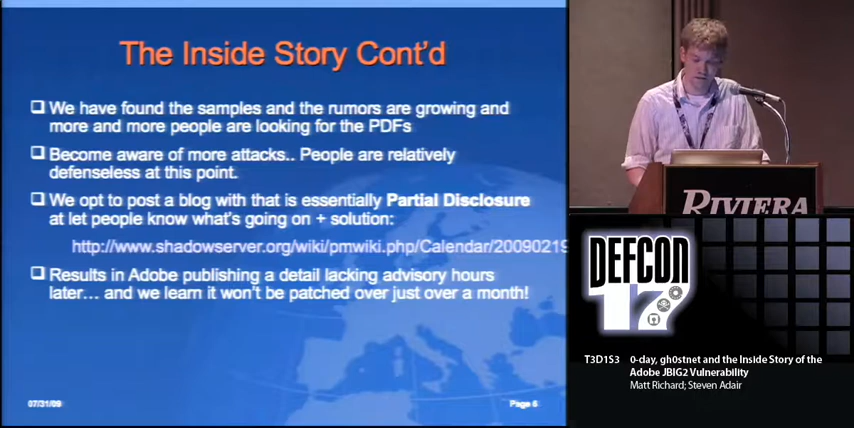 The Inside Story Cont'd
We have found the samples and the rumors are growing and
more and more people are looking for the PDFs
Become aware of more attacks.. People are relatively
defenseless at this point.
We opt to post a blog with that is essentially Partial Disclosure
at let people know what's going on + solution:
http://www.shadowserver.org/wiki/pmwiki.php/Calendar/20090219
Results in Adobe publishing a detail lacking advisory hours
later... and we learn it won't be patched over just over a month!
07/31/09
Page 6
RIVIERA
DEFCON
17
T3D1S3 0-day, gh0stnet and the Inside Story of the
Adobe JBIG2 Vulnerability
Matt Richard; Steven Adair